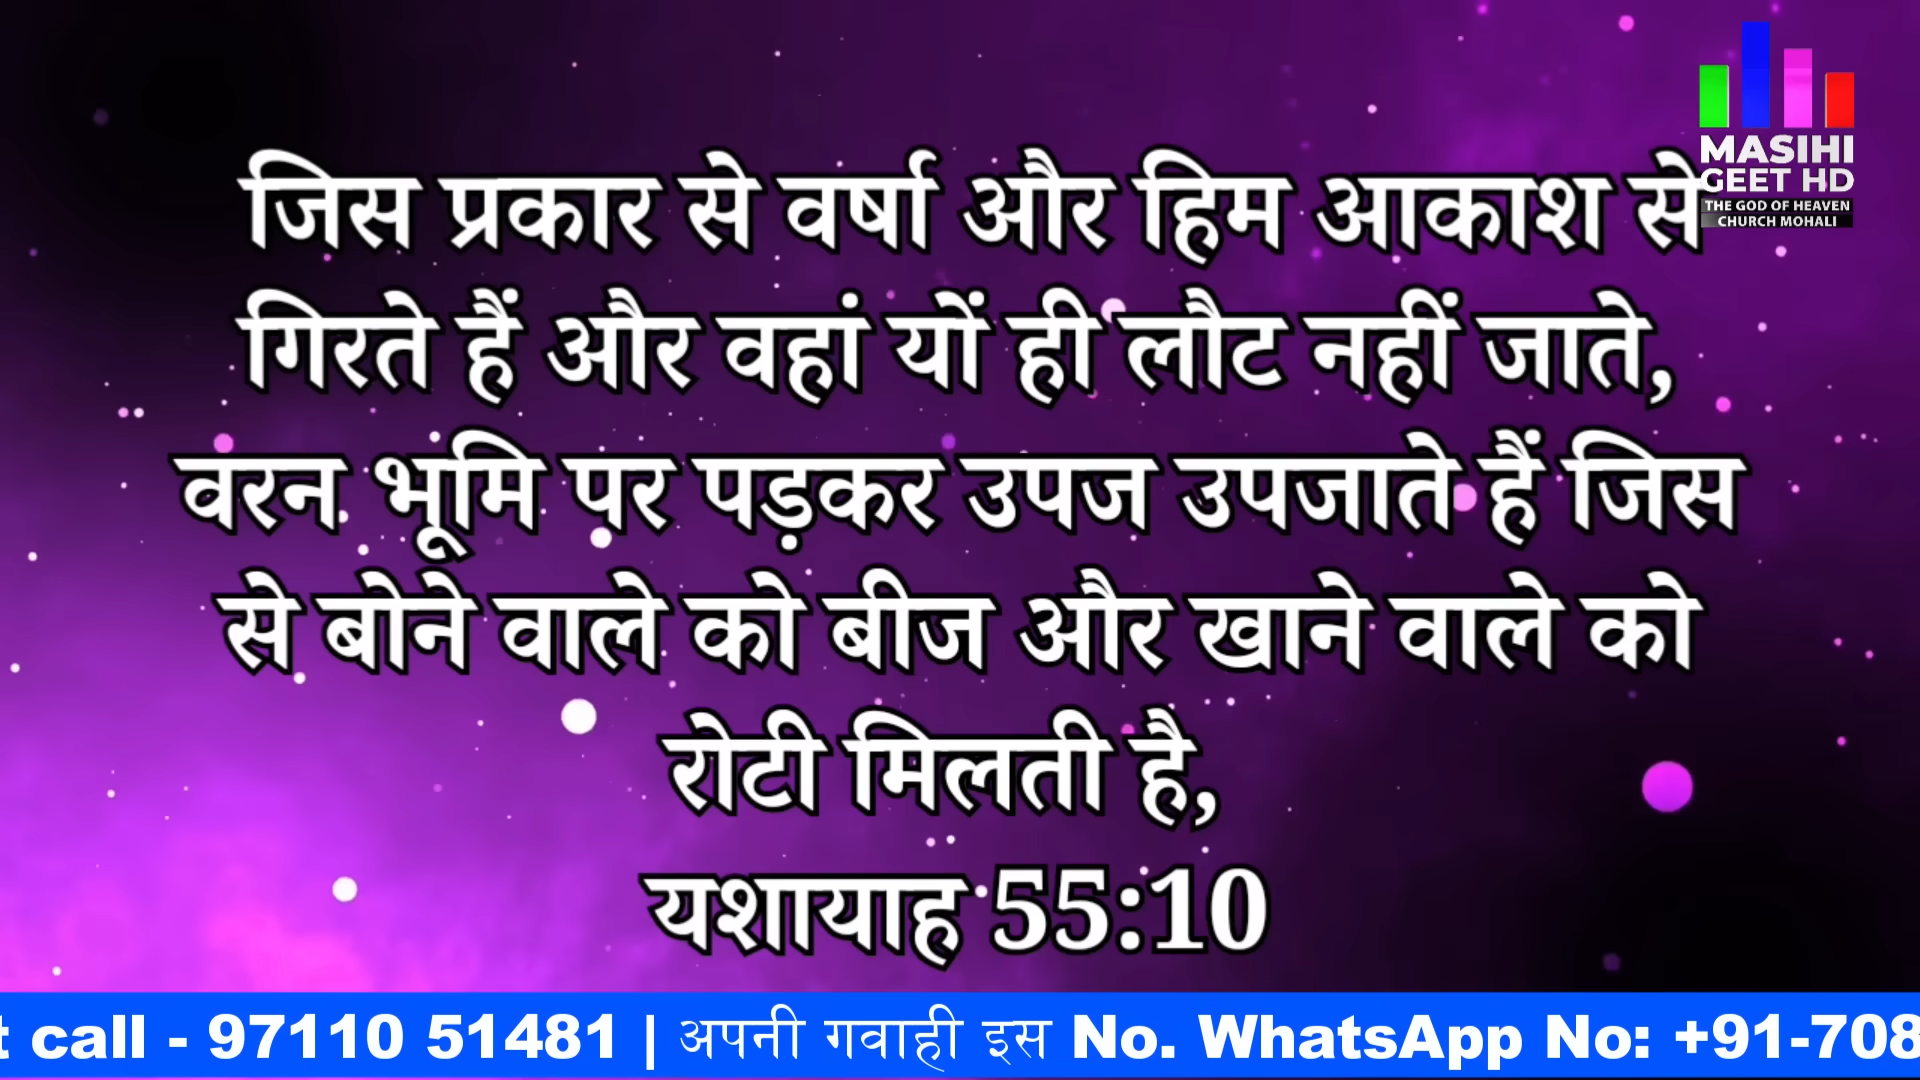 MASIHI
GEET HD
THE GOD OF HEAVEN
CHURCH MOHALI
जिस प्रकार से वर्षा और हिम आकाश से
गिरते हैं और वहां यों ही लौट नहीं जाते,
वरन भूमि पर पड़कर उपज उपजाते हैं जिस
से बोने वाले को बीज और खाने वाले को
रोटी मिलती है,
यशायाह 55:10
t call - 97110 51481 | अपनी गवाही इस No. WhatsApp No: +91-708